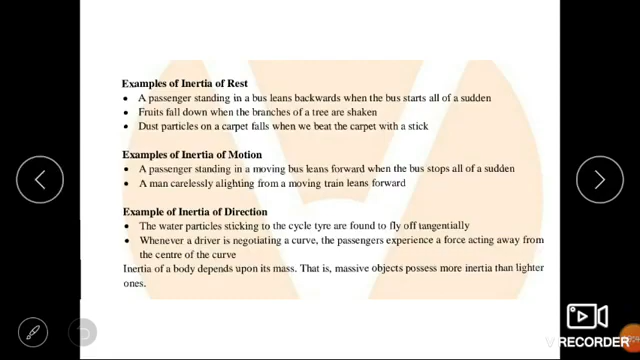 Examples of Inertia of Rest
• A passenger standing in a bus leans backwards when the bus starts all of a sudden
• Fruits fall down when the branches of a tree are shaken
• Dust particles on a carpet falls when we beat the carpet with a stick
Examples of Inertia of Motion
• A passenger standing in a moving bus leans forward when the bus stops all of a sudden
• A man carelessly alighting from a moving train leans forward
Example of Inertia of Direction
• The water particles sticking to the cycle tyre are found to fly off tangentially
• Whenever a driver is negotiating a curve, the passengers experience a force acting away from
the centre of the curve
Inertia of a body depends upon its mass. That is, massive objects possess more inertia than lighter
ones.
V RECORDER